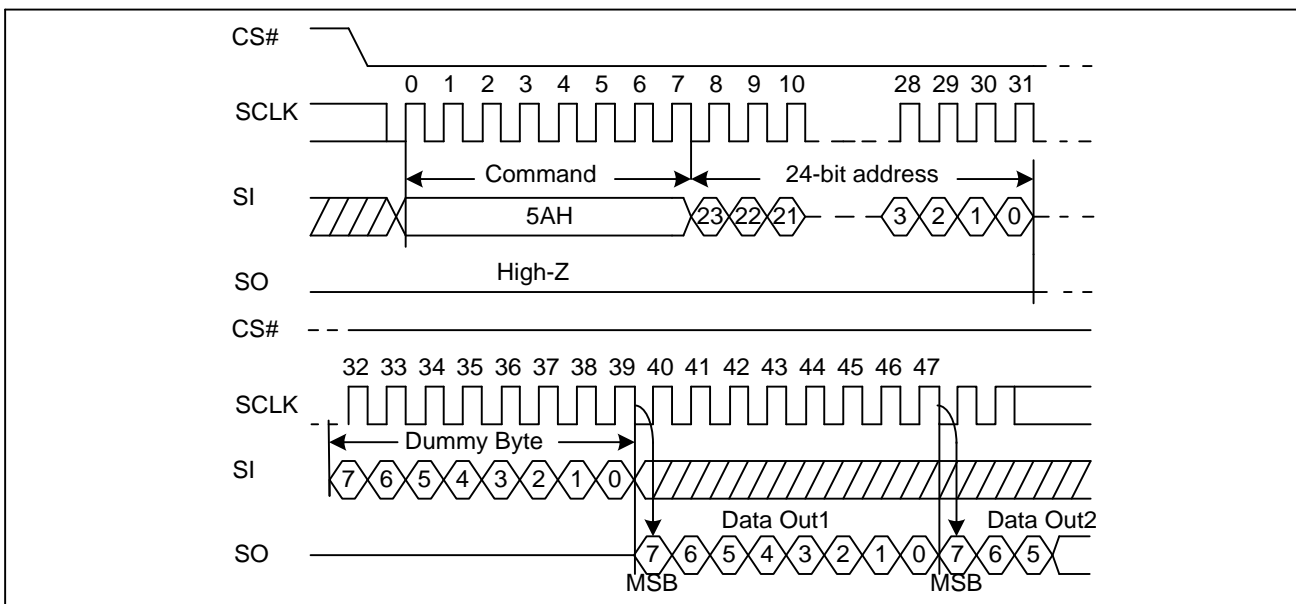 CS#
0 1 2 3 4 5 6 7 8 9 10 28 29 30 31
SCLK
Command 24-bit address
SI
5AH 23 22 21 3 2 1 0
High-Z
SO
CS#
32 33 34 35 36 37 38 39 40 41 42 43 44 45 46 47
SCLK
Dummy Byte
SI
7 6 5 4 3 2 1 0
Data Out1 Data Out2
SO
7 6 5 4 3 2 1 0 7 6 5
MSB MSB